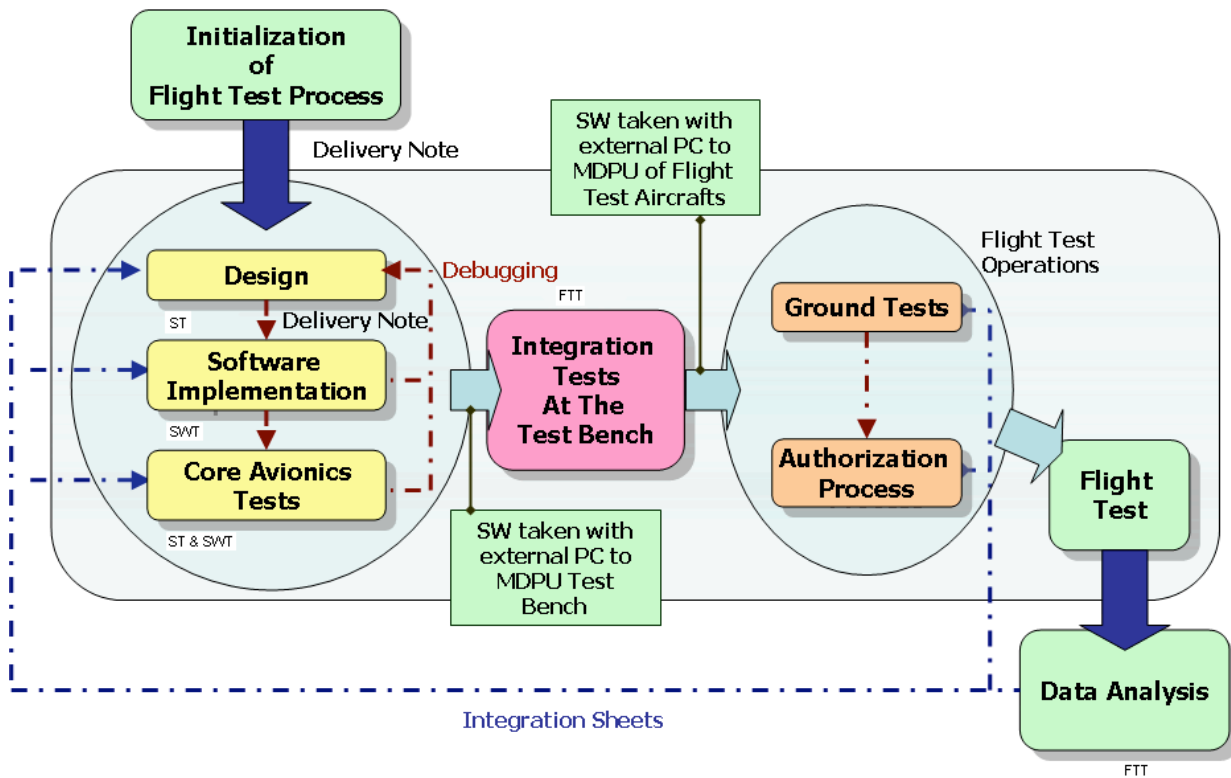 Initialization
of
Flight Test Process
Delivery Note
SW taken with
external PC to
MDPU of Flight
Test Aircrafts
Flight Test
Operations
Design
Debugging
ST
Delivery Note
FTT
Software
Implementation
SWT
Core Avionics
Tests
ST & SWT
Integration
Tests
At The
Test Bench
SW taken with
external PC to
MDPU Test
Bench
Ground Tests
Authorization
Process
Flight
Test
Data Analysis
FTT
Integration Sheets